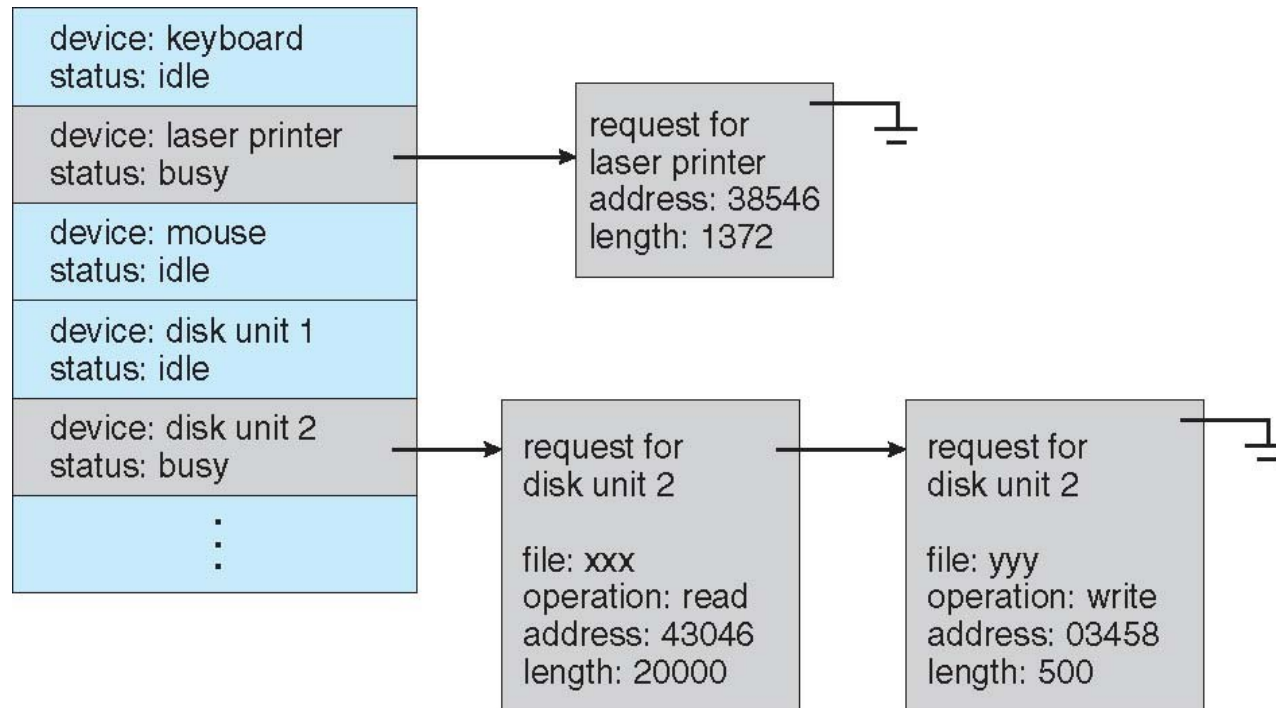 device: keyboard
status: idle
device: laser printer
status: busy
device: mouse
status: idle
device: disk unit 1
status: idle
device: disk unit 2
status: busy
request for
laser printer
address: 38546
length: 1372
request for
disk unit 2
file: xxx
operation: read
address: 43046
length: 20000
request for
disk unit 2
file: yyy
operation: write
address: 03458
length: 500